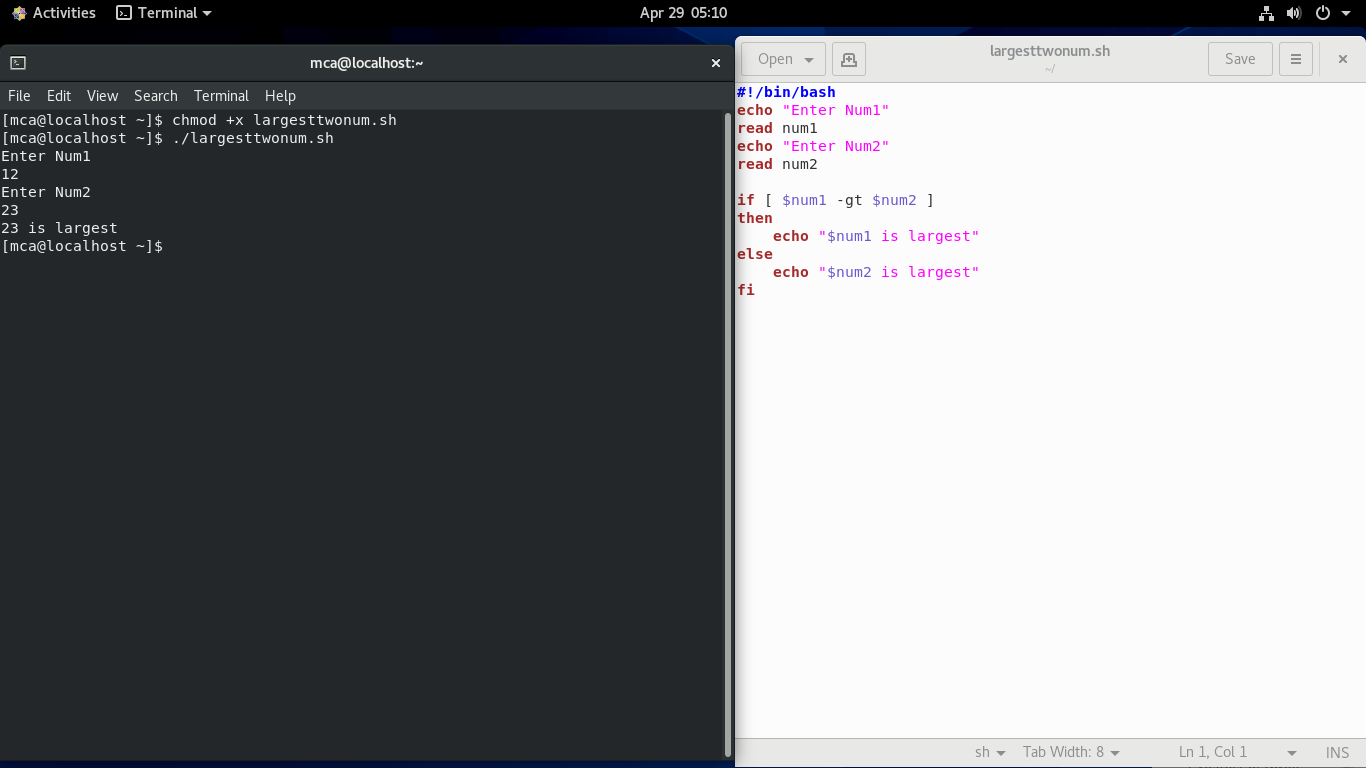 Activities Terminal Apr 29 05:10
mca@localhost:~
File Edit View Search Terminal Help
[mca@localhost ~]$ chmod +x largesttwonum.sh
[mca@localhost ~]$ ./largesttwonum.sh
Enter Num1
12
Enter Num2
23
23 is largest
[mca@localhost ~]$
Open largesttwonum.sh Save
~/
#!/bin/bash
echo "Enter Num1"
read num1
echo "Enter Num2"
read num2
if [ $num1 -gt $num2 ]
then
    echo "$num1 is largest"
else
    echo "$num2 is largest"
fi
sh Tab Width: 8 Ln 1, Col 1 INS